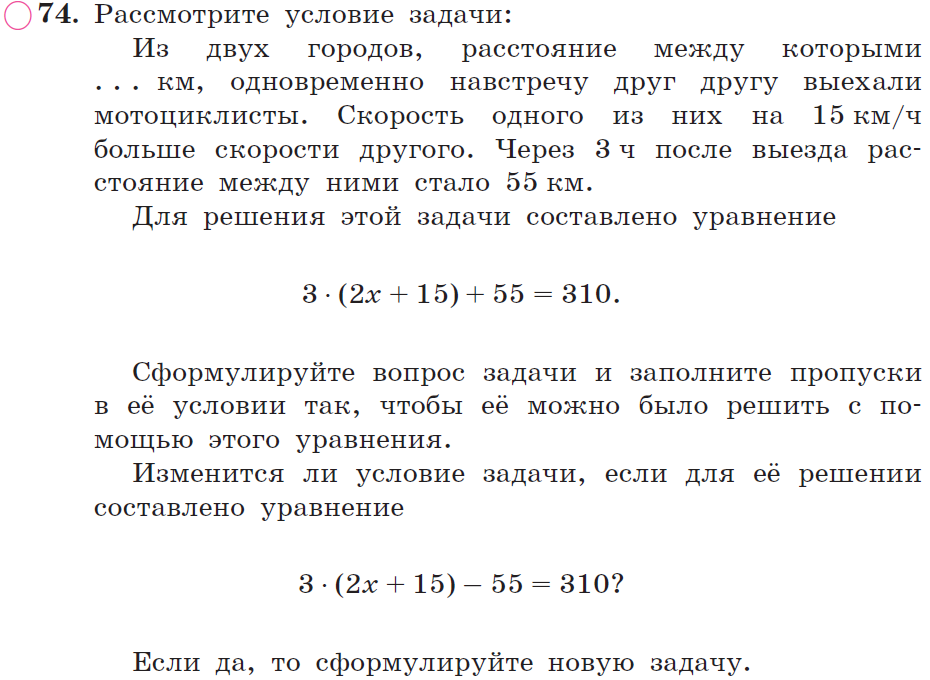 74. Рассмотрите условие задачи:
Из двух городов, расстояние между которыми
... км, одновременно навстречу друг другу выехали
мотоциклисты. Скорость одного из них на 15 км/ч
больше скорости другого. Через 3 ч после выезда рас-
стояние между ними стало 55 км.
Для решения этой задачи составлено уравнение
3 · (2x + 15) + 55 = 310.
Сформулируйте вопрос задачи и заполните пропуски
в её условии так, чтобы её можно было решить с по-
мощью этого уравнения.
Изменится ли условие задачи, если для её решении
составлено уравнение
3 · (2x + 15) – 55 = 310?
Если да, то сформулируйте новую задачу.